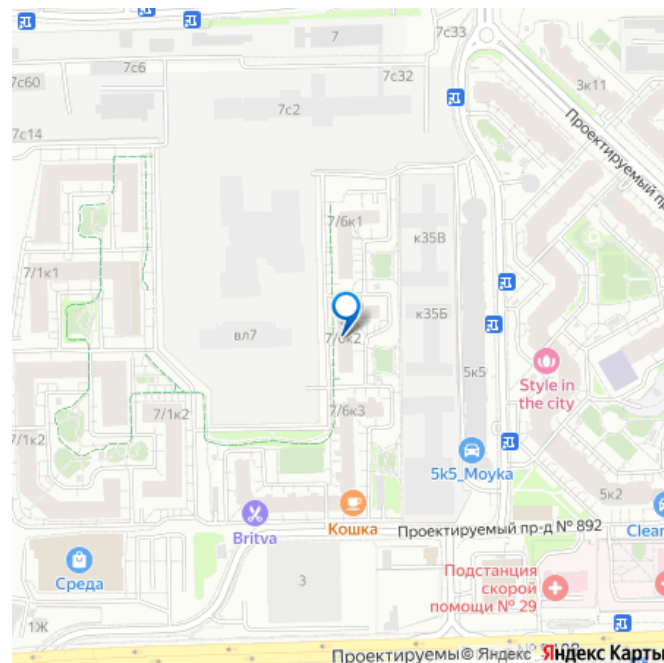 7с33
7
7с6
7с60
7с32
3к11
7с2
7с14
Проектируемый пр
7/6к1
к35В
7/1к1
к35Б
вл7
7/6к2
5к5
Style in
the city
7/6к3
7/1к2
7/1к2
5k5_Moyka
5к2
Britva
Кошка
Проектируемый пр-д № 892
Clean
Среда
3
Подстанция
скорой
помощи № 29
1Ж
Проектируемы© Яндекс Яндекс Карты